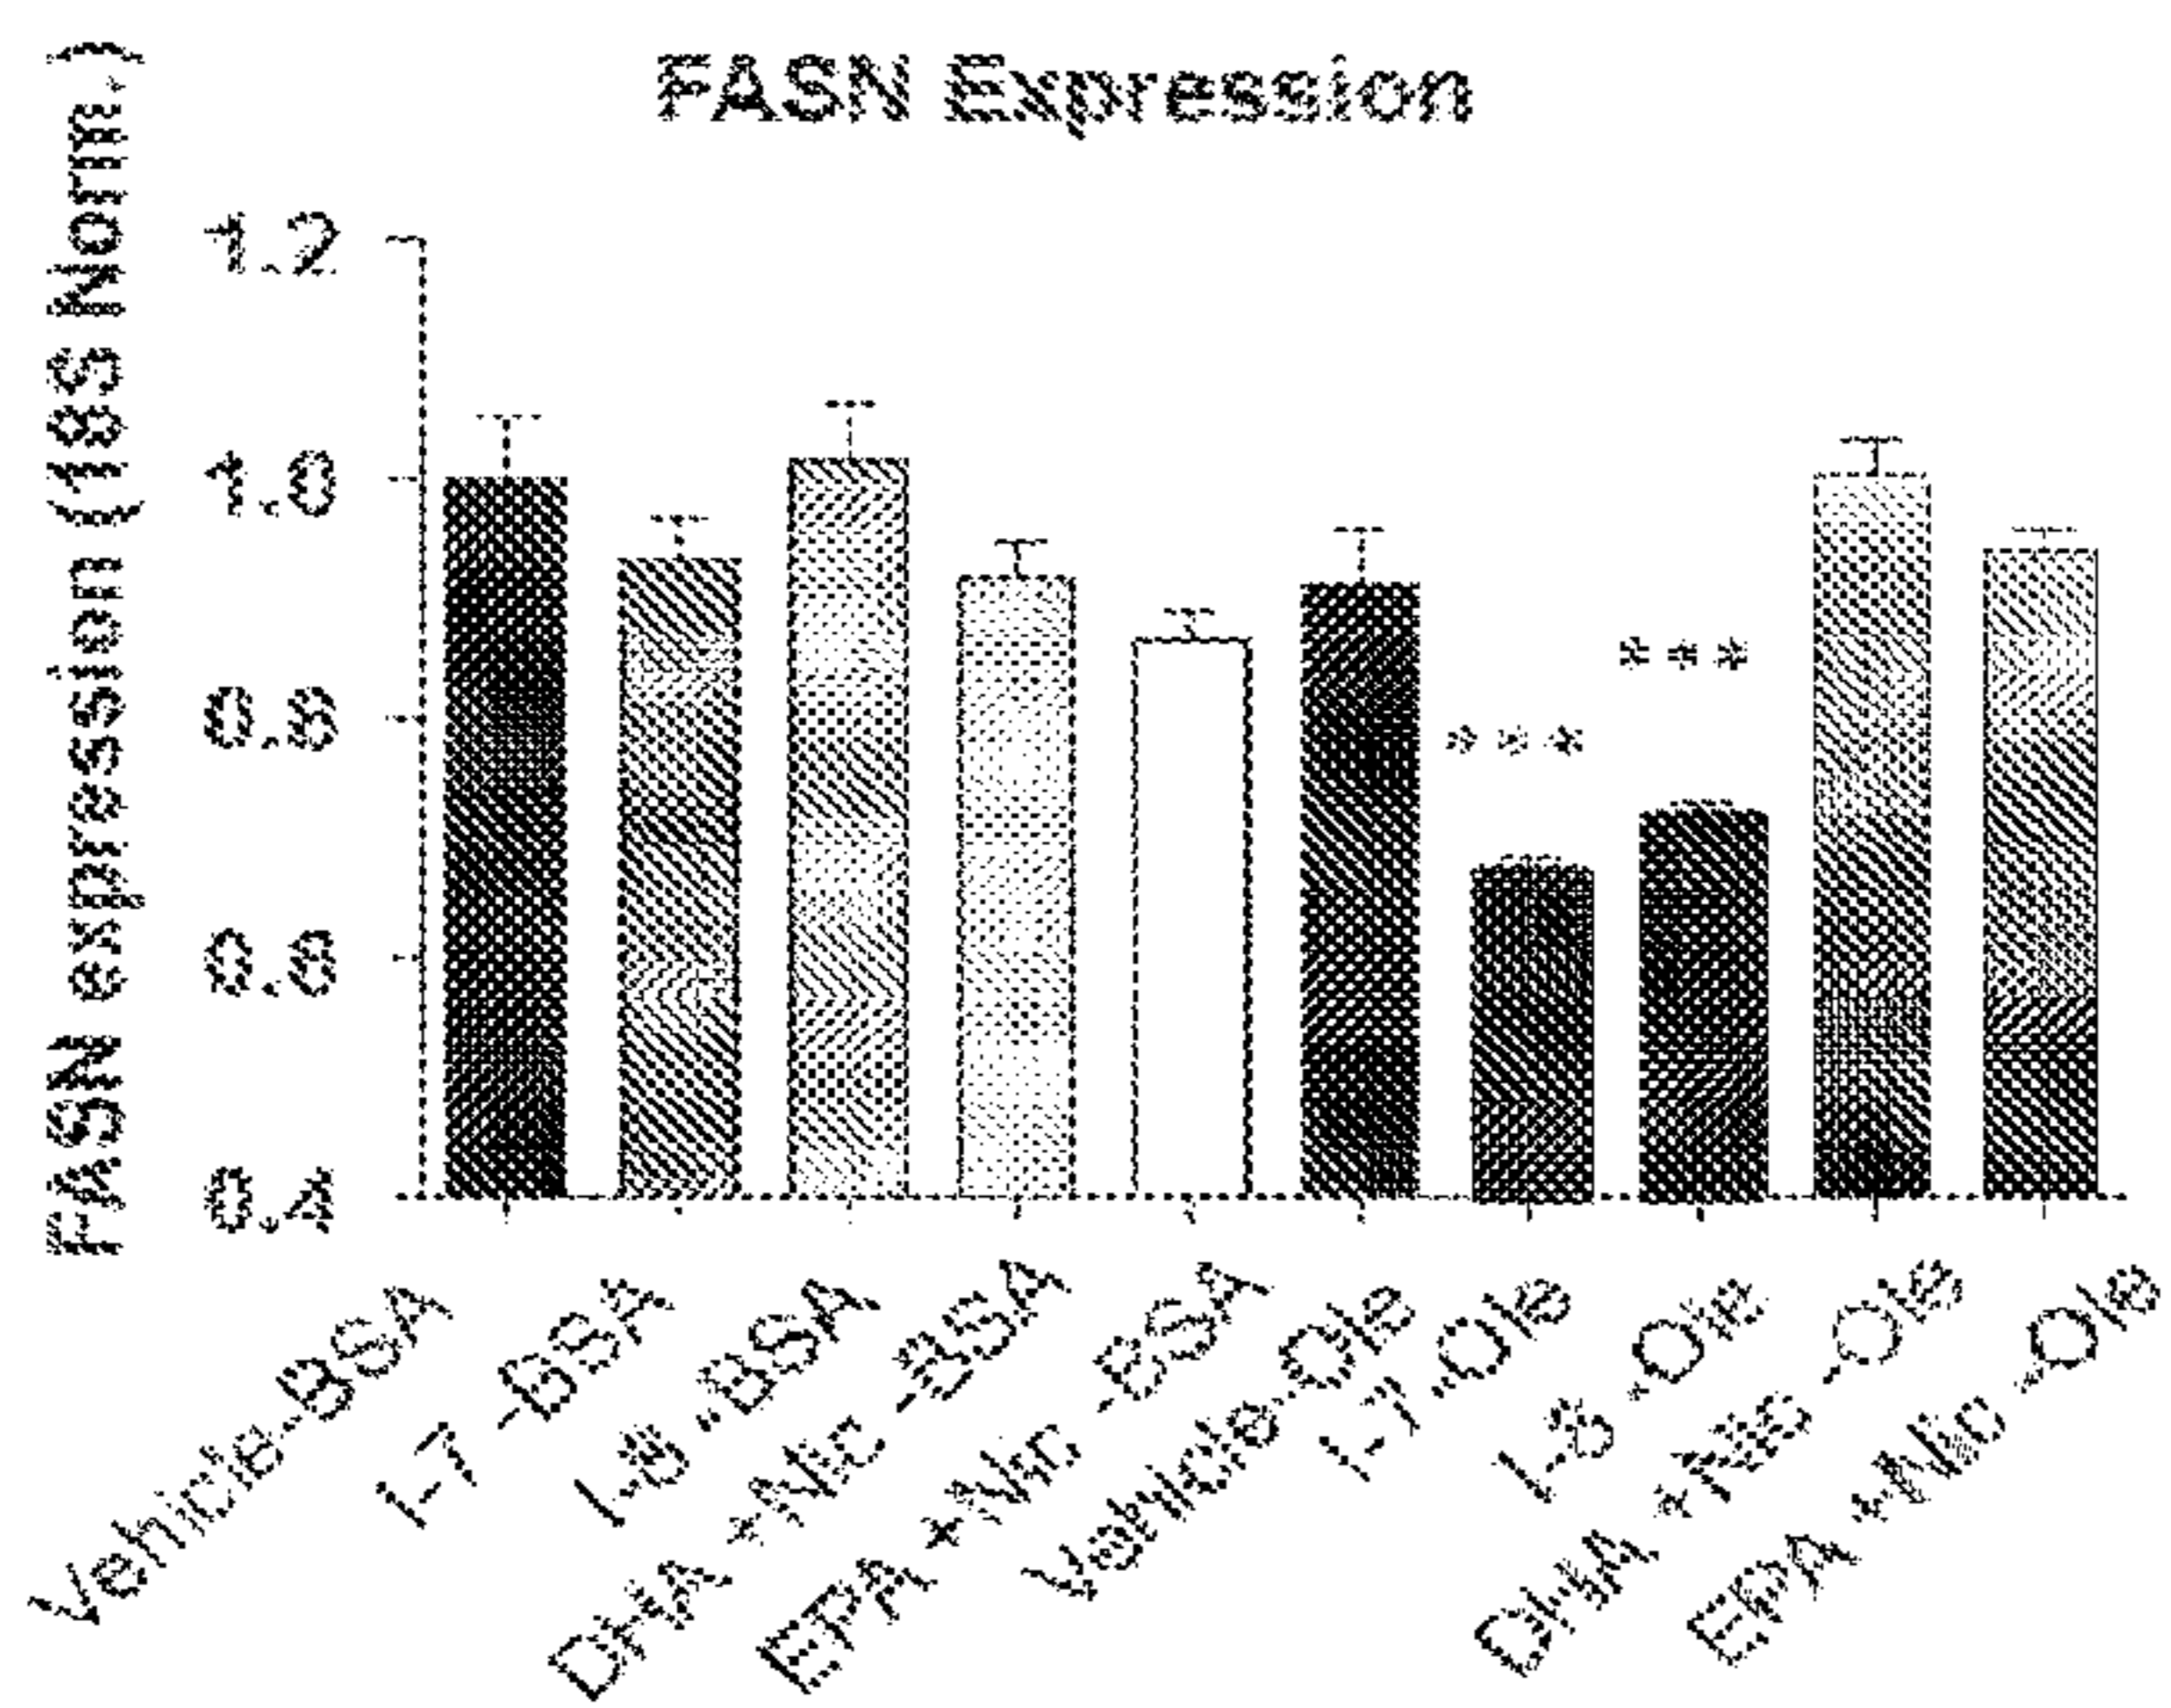 FASN Expression
FASN expression (18S Norm.)
1.2
1.0
0.8
0.6
0.4
***
***
Vehicle-BSA
I-7 -BSA
I-8 -BSA
DHA +Nic -BSA
EPA +Nic -BSA
Vehicle-Ole
I-7-Ole
I-8 -Ole
DHA +Nic -Ole
EPA +Nic -Ole